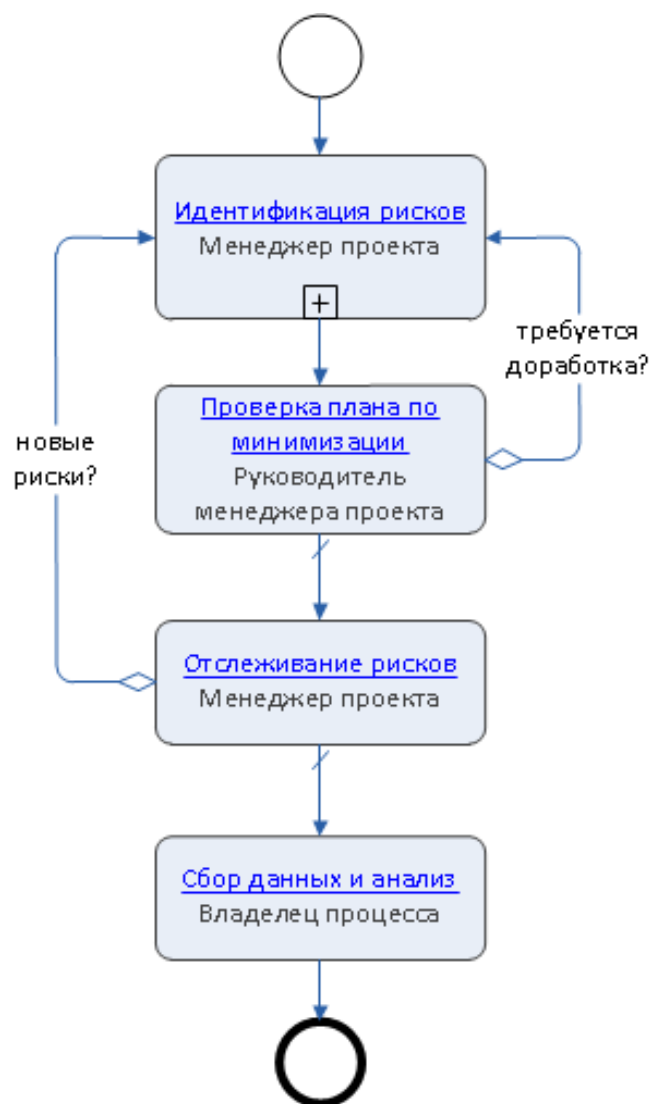 Идентификация рисков
Менеджер проекта
+
требуется
доработка?
Проверка плана по
минимизации
Руководитель
менеджера проекта
новые
риски?
Отслеживание рисков
Менеджер проекта
Сбор данных и анализ
Владелец процесса